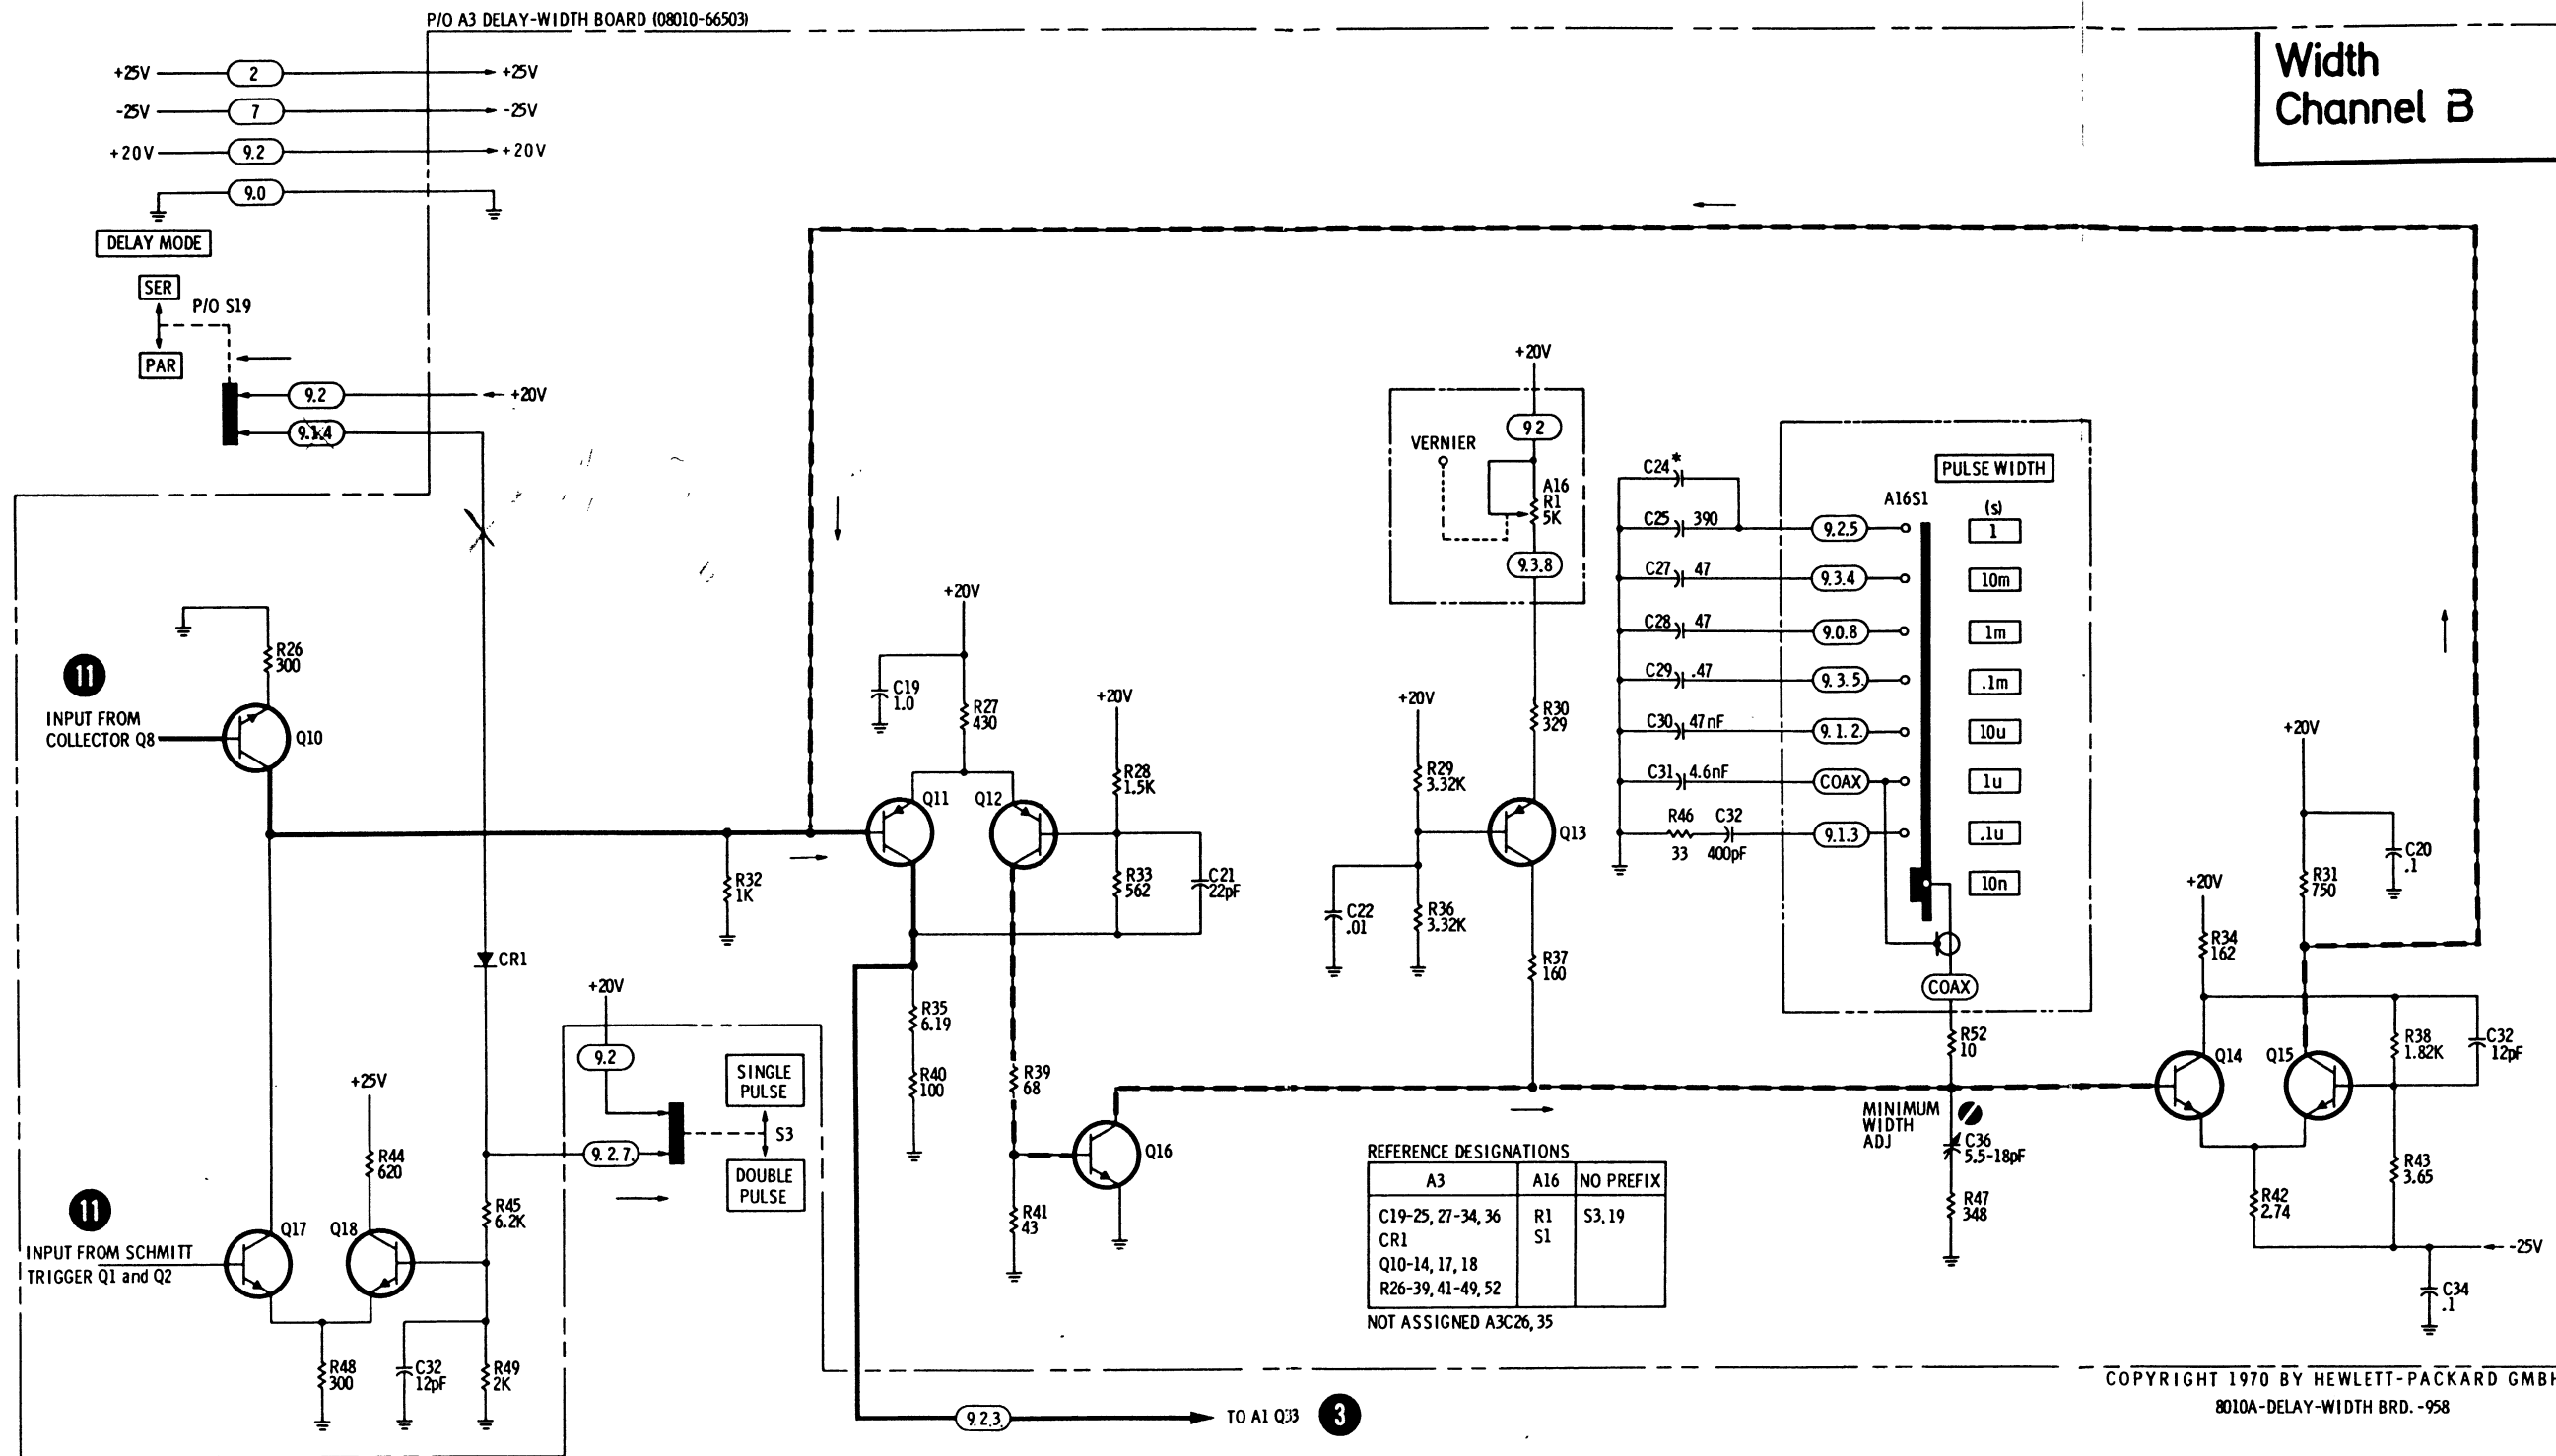 P/O A3 DELAY-WIDTH BOARD (08010-66503)
Width
Channel B
+25V 2 +25V
-25V 7 -25V
+20V 9.2 +20V
9.0
DELAY MODE
SER
P/O S19
PAR
9.2 +20V
9.1.4
+20V
92
VERNIER
A16
R1
5K
9.3.8
PULSE WIDTH
A16S1
(s)
C24*
C25 390 9.2.5 1
C27 47 9.3.4 10m
C28 47 9.0.8 1m
C29 .47 9.3.5. .1m
C30 47nF 9.1.2. 10u
C31 4.6nF COAX 1u
R46 C32 9.1.3 .1u
33 400pF
10n
COAX
R52
10
R26
300
11
INPUT FROM
COLLECTOR Q8
Q10
+20V
C19
1.0
R27
430
+20V
R28
1.5K
Q11
Q12
R32
1K
R33
562
C21
22pF
+20V
R29
3.32K
R30
329
Q13
C22
.01
R36
3.32K
R37
160
+20V
C20
.1
R31
750
+20V
R34
162
CR1
R35
6.19
R40
100
R39
68
Q16
R41
43
+20V
9.2
SINGLE
PULSE
S3
9.2.7.
DOUBLE
PULSE
+25V
R44
620
R45
6.2K
11
INPUT FROM SCHMITT
TRIGGER Q1 and Q2
Q17
Q18
R48
300
C32
12pF
R49
2K
MINIMUM
WIDTH
ADJ
C36
5.5-18pF
R47
348
Q14
Q15
R38
1.82K
C32
12pF
R42
2.74
R43
3.65
-25V
C34
.1
REFERENCE DESIGNATIONS
A3 A16 NO PREFIX
C19-25, 27-34, 36 R1 S3, 19
CR1 S1
Q10-14, 17, 18
R26-39, 41-49, 52
NOT ASSIGNED A3C26, 35
9.2.3. TO A1 Q33 3
COPYRIGHT 1970 BY HEWLETT-PACKARD GMBH
8010A-DELAY-WIDTH BRD. -958